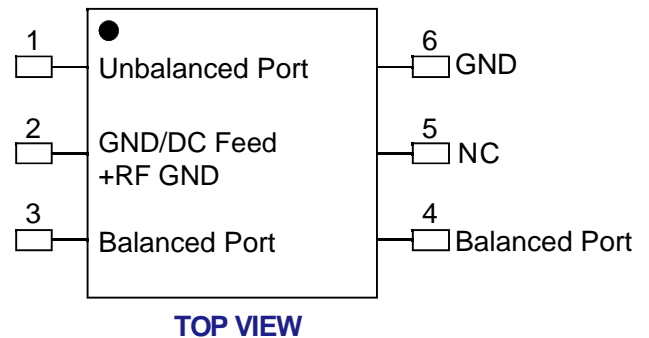 1
Unbalanced Port
6
GND
2
GND/DC Feed
+RF GND
5
NC
3
Balanced Port
4
Balanced Port
TOP VIEW